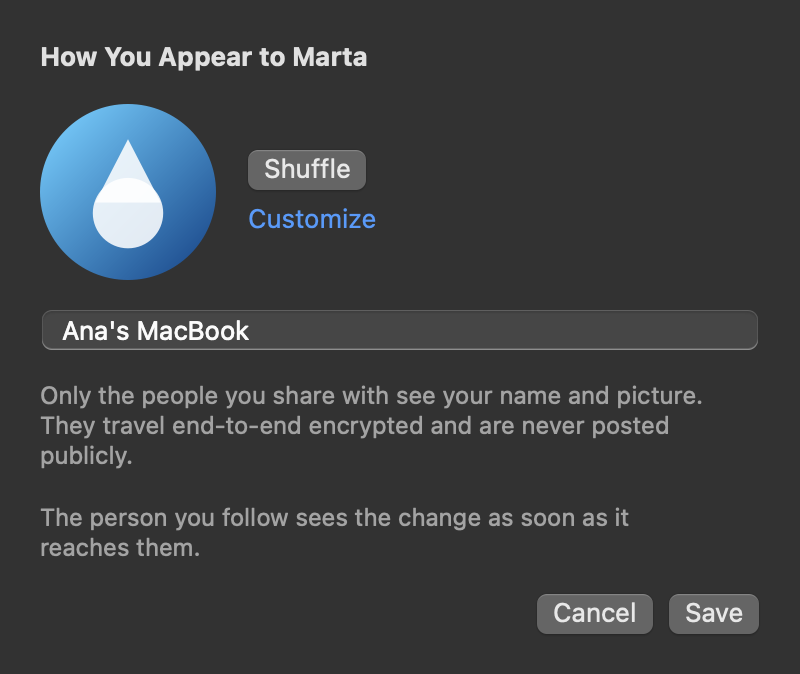 How You Appear to Marta
Shuffle
Customize
Ana's MacBook
Only the people you share with see your name and picture.
They travel end-to-end encrypted and are never posted
publicly.
The person you follow sees the change as soon as it
reaches them.
Cancel
Save